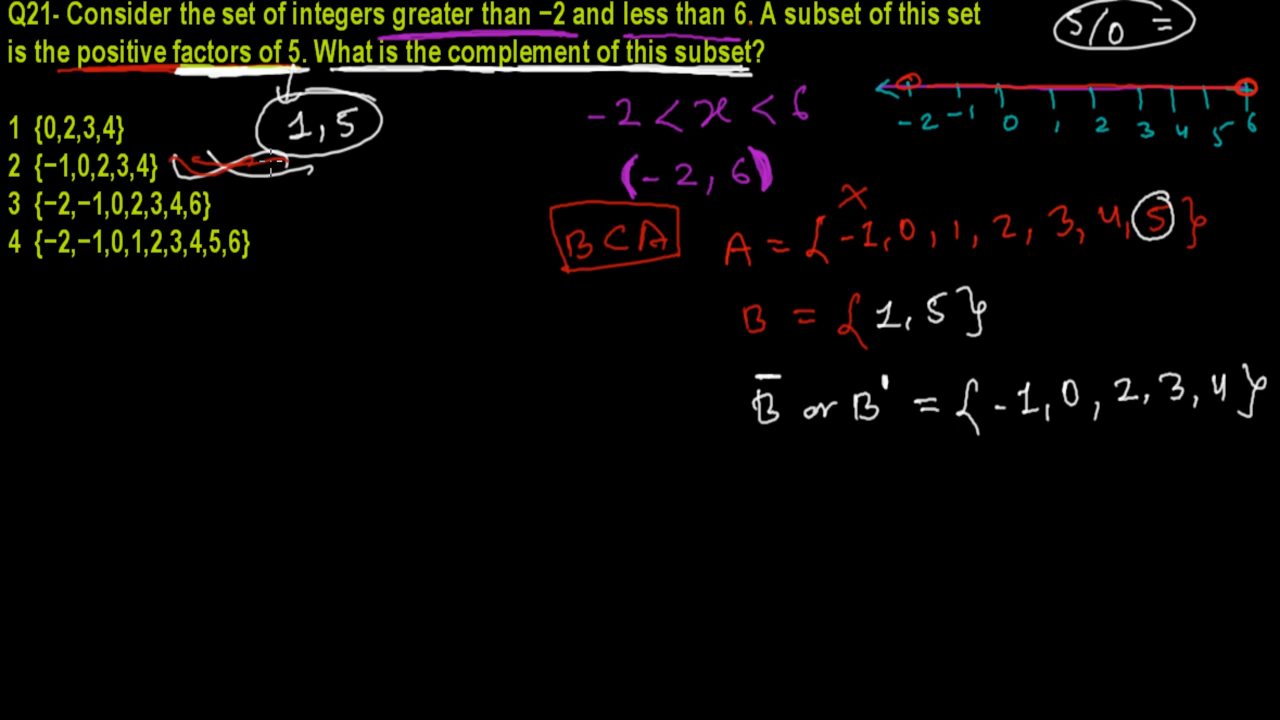 Q21- Consider the set of integers greater than −2 and less than 6. A subset of this set
is the positive factors of 5. What is the complement of this subset?
5/0 =
1 {0,2,3,4}
2 {−1,0,2,3,4}
3 {−2,−1,0,2,3,4,6}
4 {−2,−1,0,1,2,3,4,5,6}
1, 5
-2 < x < 6
(-2, 6)
-2 -1 0 1 2 3 4 5 6
B ⊂ A
x
A = { -1, 0, 1, 2, 3, 4, 5 }
B = { 1, 5 }
B̅ or B' = { -1, 0, 2, 3, 4 }